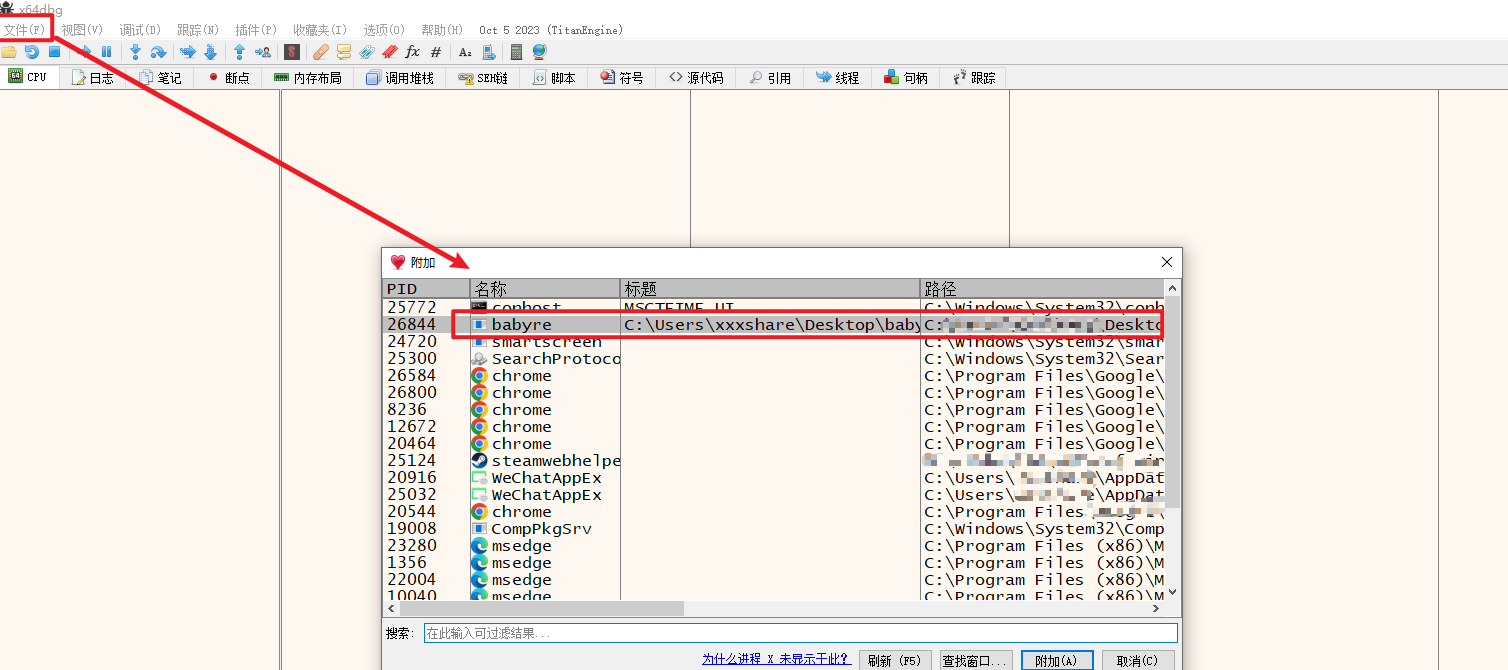 x64dbg
文件(F) 视图(V) 调试(D) 跟踪(N) 插件(P) 收藏夹(I) 选项(O) 帮助(H) Oct 5 2023 (TitanEngine)
CPU 日志 笔记 断点 内存布局 调用堆栈 SEH链 脚本 符号 源代码 引用 线程 句柄 跟踪
附加
PID 名称 标题 路径
25772 conhost MSCTFIME UI C:\Windows\System32\conh
26844 babyre C:\Users\xxxshare\Desktop\baby C: \Deskto
24720 smartscreen C:\Windows\System32\smar
25300 SearchProtoco C:\Windows\System32\Sear
26584 chrome C:\Program Files\Google\
26800 chrome C:\Program Files\Google\
8236 chrome C:\Program Files\Google\
12672 chrome C:\Program Files\Google\
20464 chrome C:\Program Files\Google\
25124 steamwebhelpe
20916 WeChatAppEx C:\Users\ \AppDat
25032 WeChatAppEx C:\Users\ \AppDat
20544 chrome C:\Program Files
19008 CompPkgSrv C:\Windows\System32\Comp
23280 msedge C:\Program Files (x86)\M
1356 msedge C:\Program Files (x86)\M
22004 msedge C:\Program Files (x86)\M
10040 msedge C:\Program Files (x86)\M
搜索: 在此输入可过滤结果...
为什么进程 X 未显示于此? 刷新 (F5) 查找窗口... 附加(A) 取消(C)